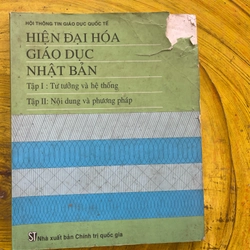 HỘI THÔNG TIN GIÁO DỤC QUỐC TẾ
HIỆN ĐẠI HÓA
GIÁO DỤC
NHẬT BẢN
Tập I : Tư tưởng và hệ thống
Tập II: Nội dung và phương pháp
Nhà xuất bản Chính trị quốc gia